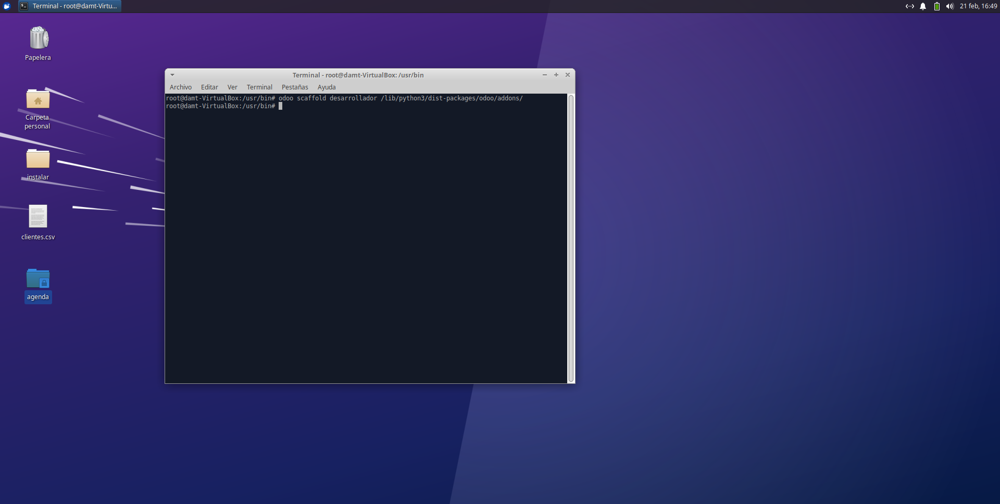 Terminal - root@damt-Virtu...
21 feb, 16:49
Papelera
Carpeta
personal
instalar
clientes.csv
agenda
Terminal - root@damt-VirtualBox: /usr/bin
Archivo Editar Ver Terminal Pestañas Ayuda
root@damt-VirtualBox:/usr/bin# odoo scaffold desarrollador /lib/python3/dist-packages/odoo/addons/
root@damt-VirtualBox:/usr/bin#